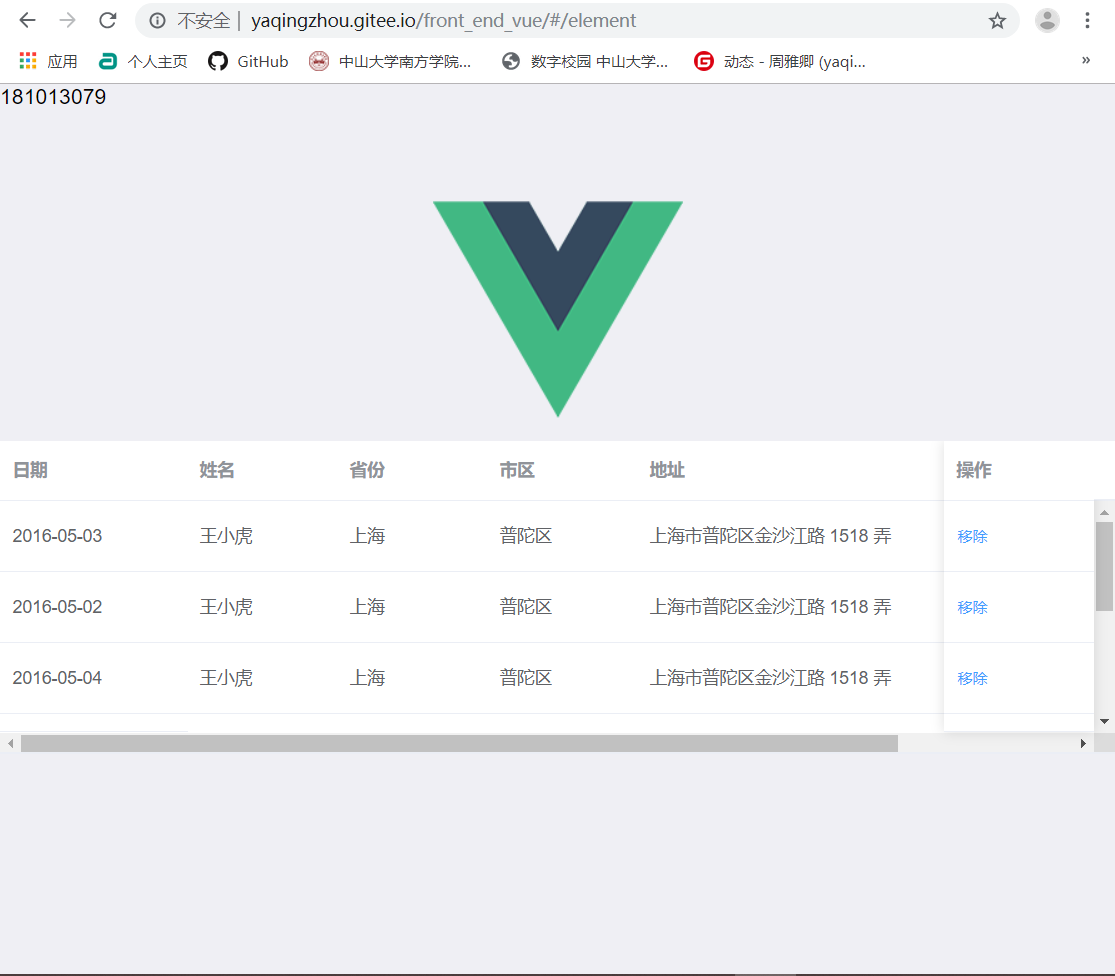 不安全 | yaqingzhou.gitee.io/front_end_vue/#/element
应用 个人主页 GitHub 中山大学南方学院... 数字校园 中山大学... 动态 - 周雅卿 (yaqi... »
181013079
日期 姓名 省份 市区 地址 操作
2016-05-03 王小虎 上海 普陀区 上海市普陀区金沙江路 1518 弄 移除
2016-05-02 王小虎 上海 普陀区 上海市普陀区金沙江路 1518 弄 移除
2016-05-04 王小虎 上海 普陀区 上海市普陀区金沙江路 1518 弄 移除